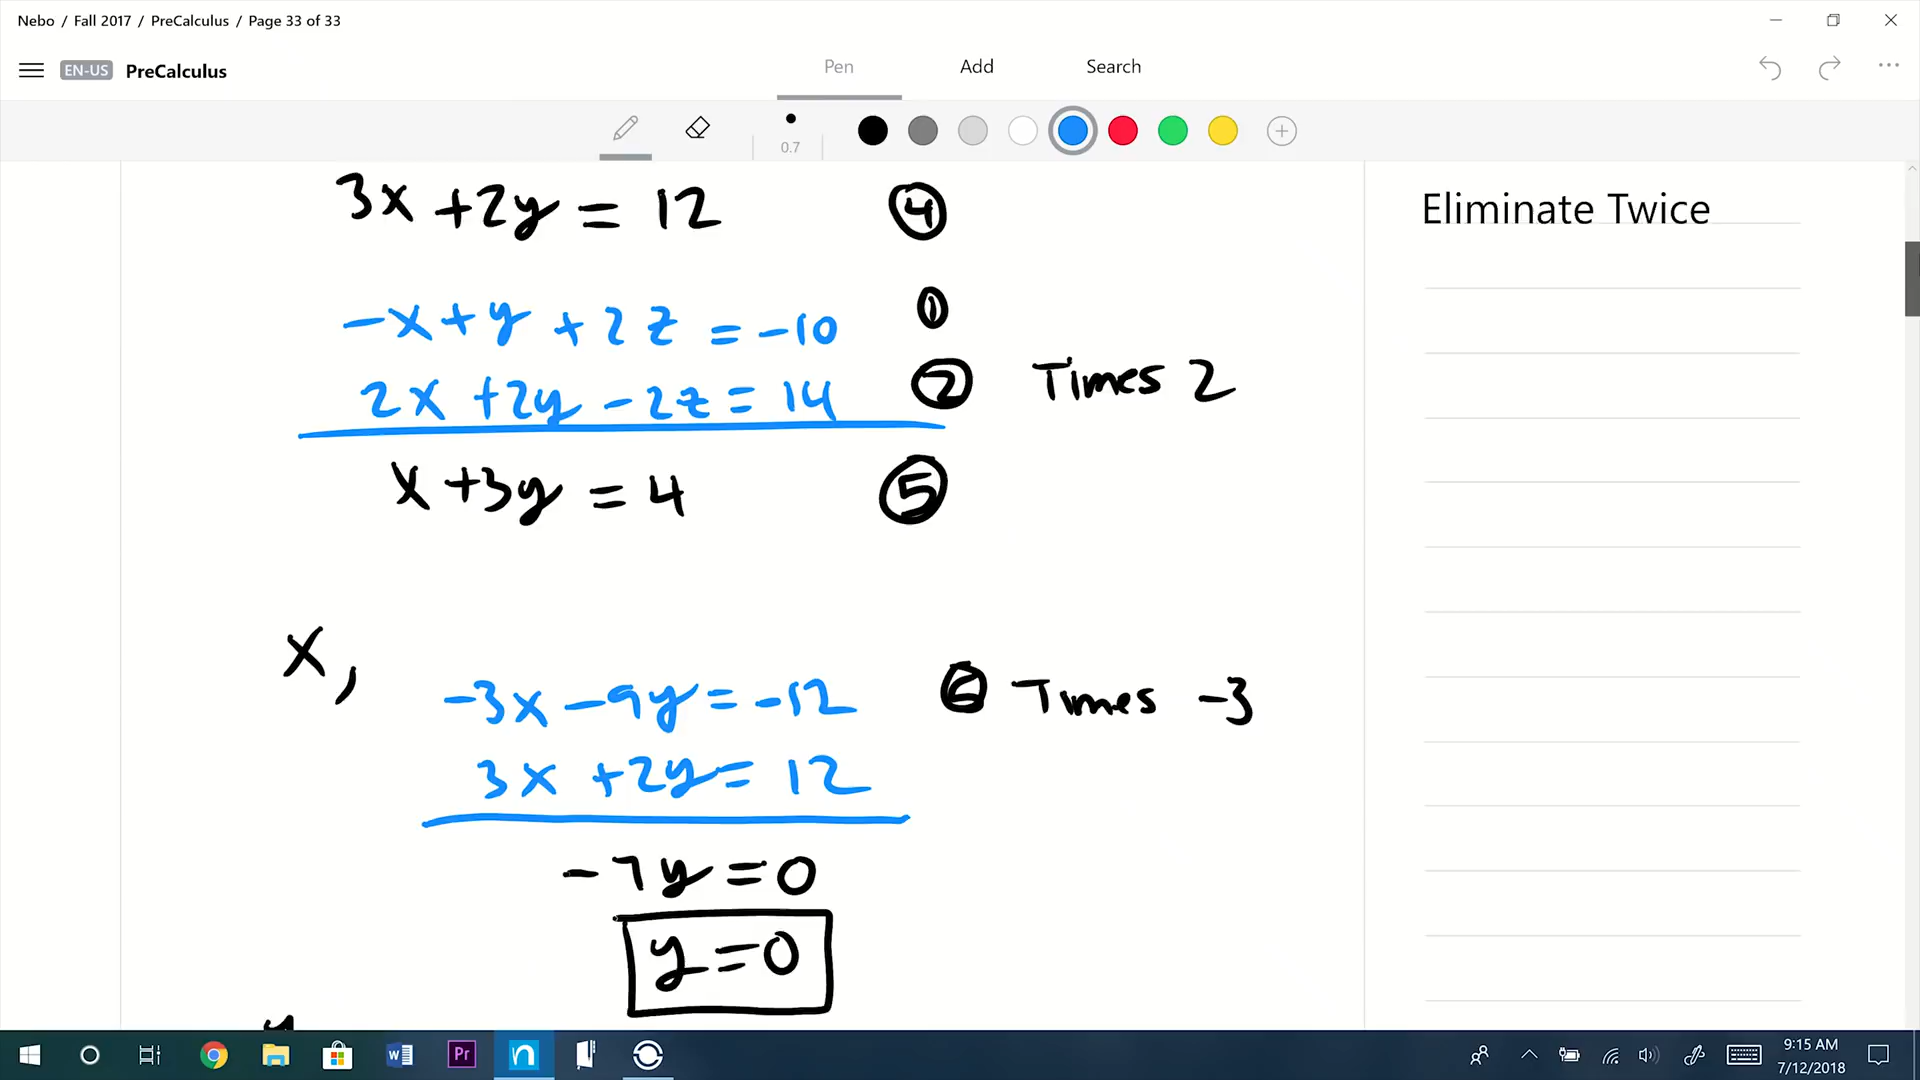 Nebo / Fall 2017 / PreCalculus / Page 33 of 33
EN-US PreCalculus Pen Add Search
0.7
3x + 2y = 12 ④
Eliminate Twice
-x + y + 2z = -10 ①
2x + 2y - 2z = 14 ② Times 2
x + 3y = 4 ⑤
x,
-3x - 9y = -12 Times -3
3x + 2y = 12
-7y = 0
y = 0
9:15 AM
7/12/2018